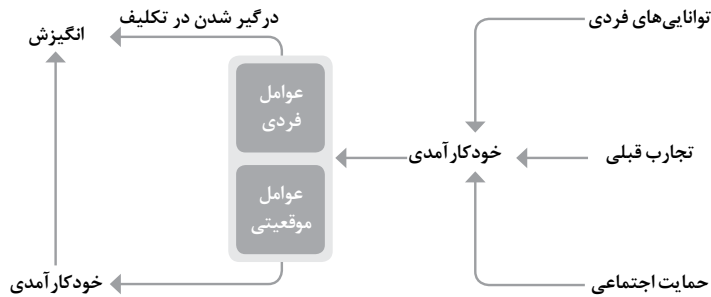 توانایی‌های فردی
درگیر شدن در تکلیف
انگیزش
عوامل
فردی
تجارب قبلی
خودکارآمدی
عوامل
موقعیتی
حمایت اجتماعی
خودکارآمدی